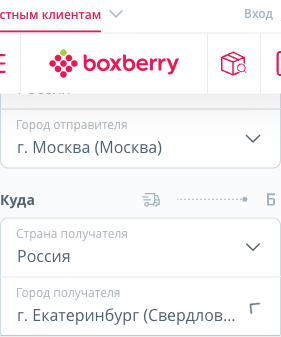 стным клиентам
Вход
boxberry
Город отправителя
г. Москва (Москва)
Куда
Б
Страна получателя
Россия
Город получателя
г. Екатеринбург (Свердлов...